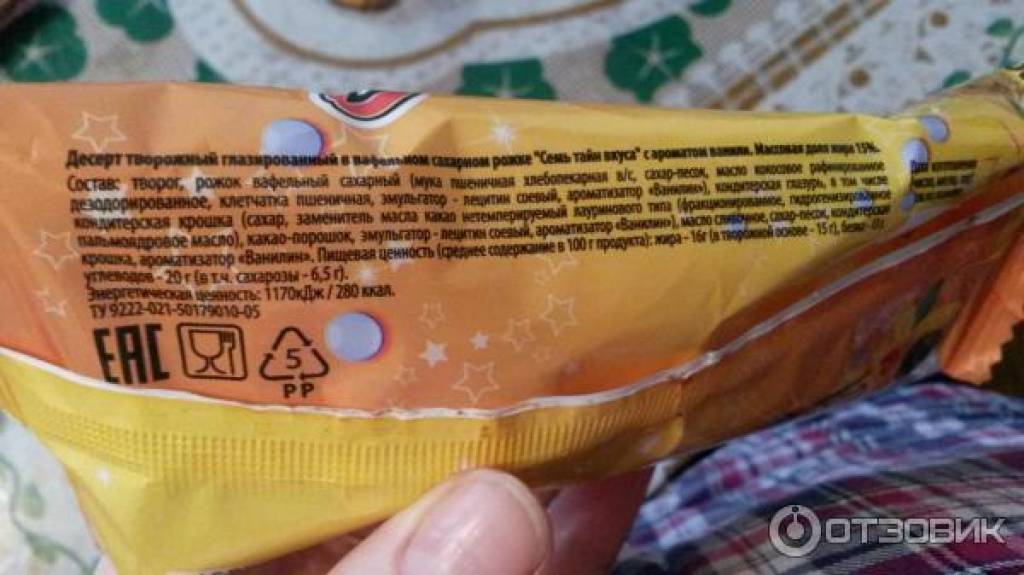 Десерт творожный глазированный в вафельном сахарном рожке "Семь тайн вкуса" с ароматом ванили. Массовая доля жира 15%.
Состав: творог, рожок вафельный сахарный (мука пшеничная хлебопекарная в/с, сахар-песок, масло кокосовое рафинированное
дезодорированное, клетчатка пшеничная, эмульгатор - лецитин соевый, ароматизатор «Ванилин»), кондитерская глазурь, в том числе
кондитерская крошка (сахар, заменитель масла какао нетемперируемый лауринового типа (фракционированное, гидрогенизированное
пальмоядровое масло), какао-порошок, эмульгатор - лецитин соевый, ароматизатор «Ванилин»), масло сливочное, сахар-песок, кондитерская
крошка, ароматизатор «Ванилин». Пищевая ценность (среднее содержание в 100 г продукта): жира - 16г (в творожной основе - 15 г), белка
углеводов - 20 г (в т.ч. сахарозы - 6,5 г).
Энергетическая ценность: 1170кДж / 280 ккал.
ТУ 9222-021-50179010-05
EAC
5
PP
Дата изготовления
ОТЗОВИК